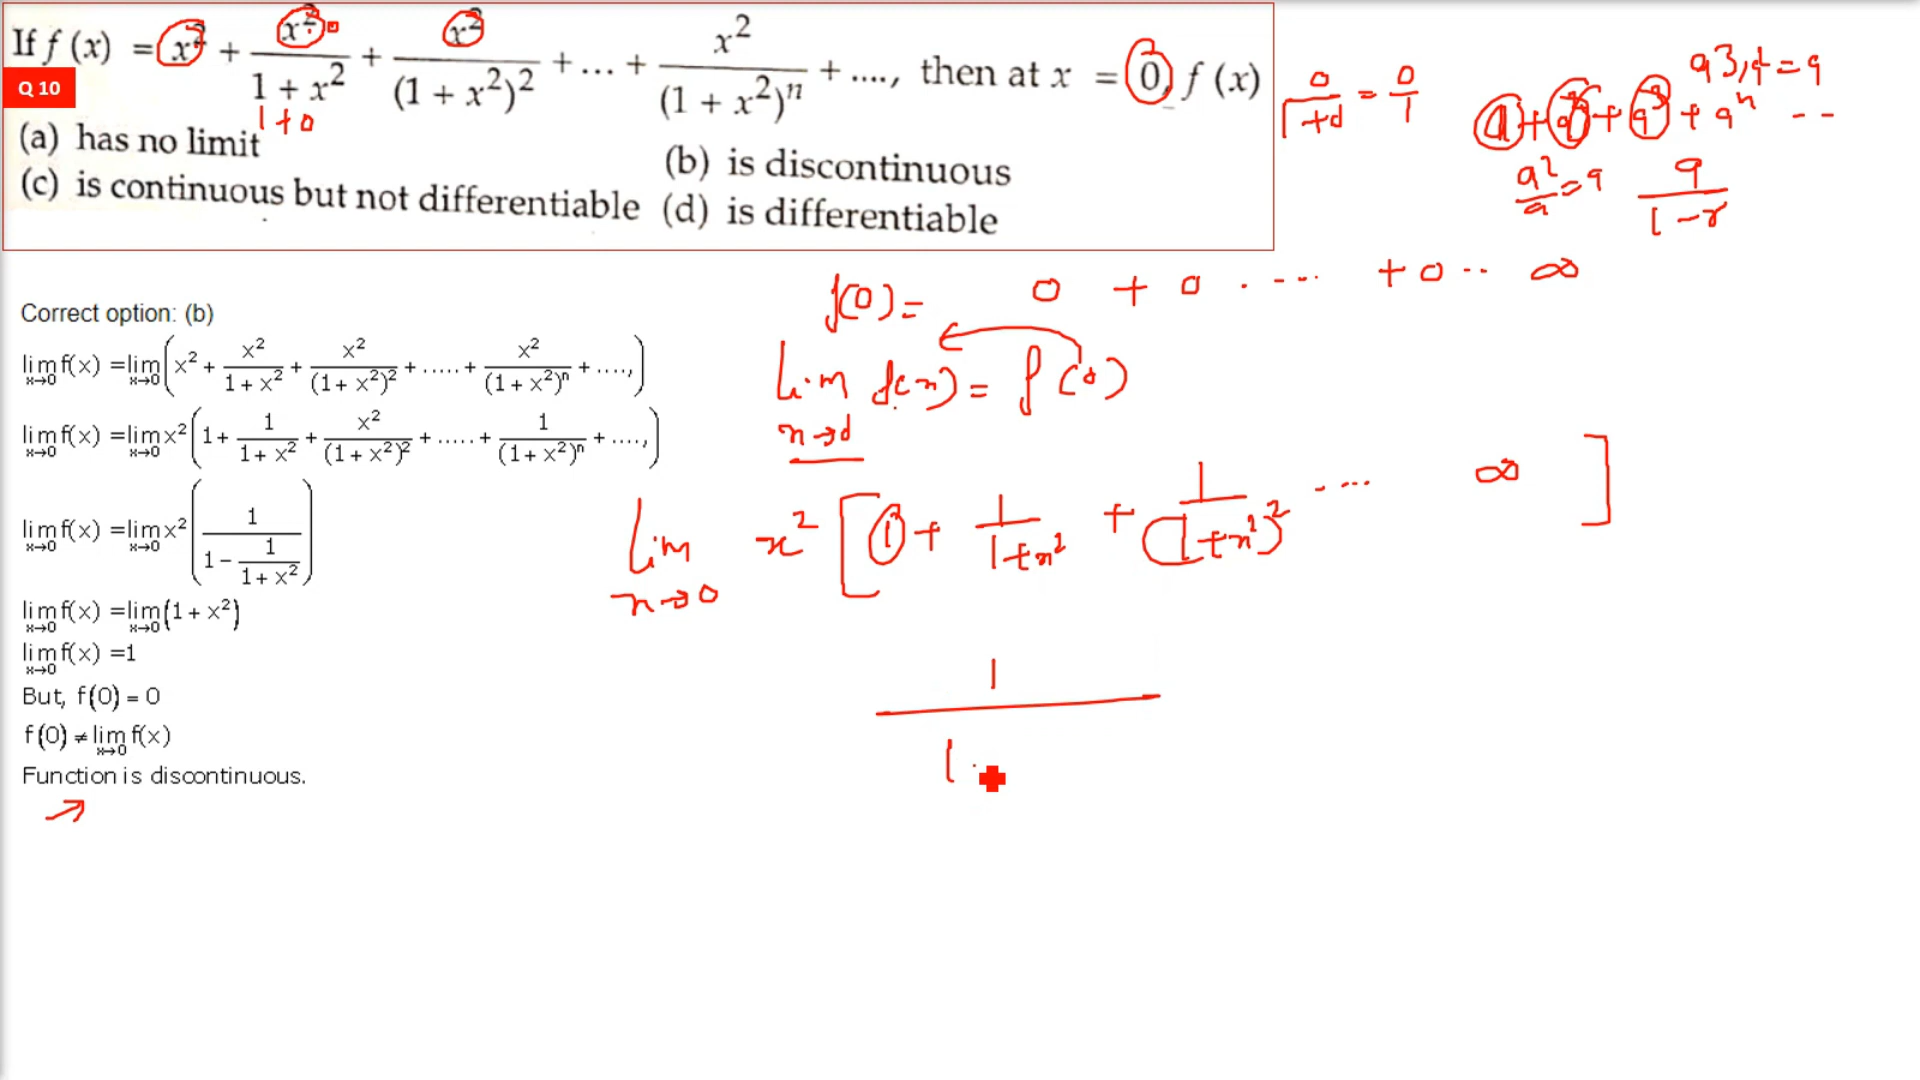 If f (x) = x² + x²/(1 + x²) + x²/(1 + x²)² + ... + x²/(1 + x²)ⁿ + ...., then at x = 0, f (x)
Q 10
1+0
(a) has no limit
(b) is discontinuous
(c) is continuous but not differentiable
(d) is differentiable
a + a² + a³ + aⁿ --
a²/a = a
a/(1-r)
f(0) = 0 + 0 ..... + 0 .. ∞
Correct option: (b)
lim x→0 f(x) = lim x→0 (x² + x²/(1+ x²) + x²/(1+ x²)² + ..... + x²/(1+ x²)ⁿ + ....,)
lim x→0 f(x) = lim x→0 x² (1+ 1/(1+ x²) + x²/(1+ x²)² + ..... + 1/(1+ x²)ⁿ + ....,)
lim x→0 f(x) = lim x→0 x² (1/(1 − 1/(1+ x²)))
lim x→0 f(x) = lim x→0 (1 + x²)
lim x→0 f(x) = 1
But, f(0) = 0
f(0) ≠ lim x→0 f(x)
Function is discontinuous.
Lim f(x) = f(0)
Lim x→0 x² [1 + 1/(1+x²) + 1/(1+x²)² ..... ∞ ]
1
1